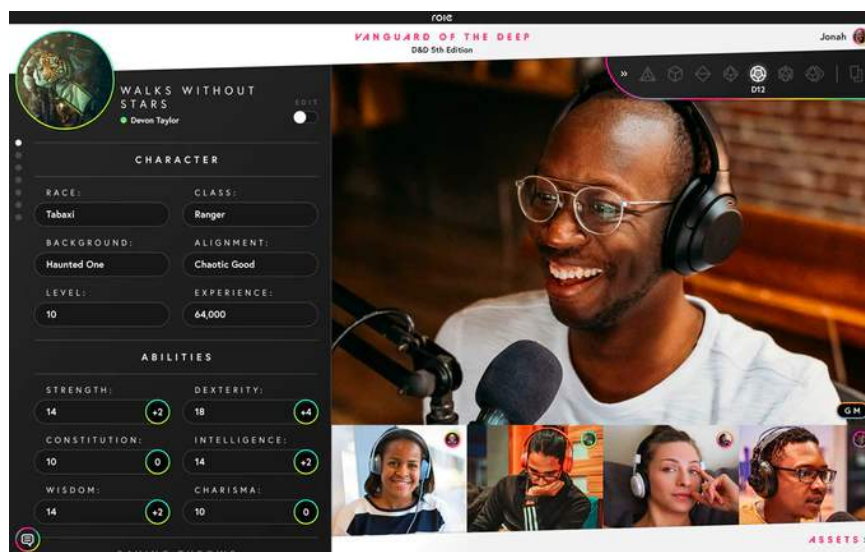 role
VANGUARD OF THE DEEP
D&D 5th Edition
Jonah
WALKS WITHOUT
STARS
Devon Taylor
EDIT
D12
CHARACTER
RACE: CLASS:
Tabaxi Ranger
BACKGROUND: ALIGNMENT:
Haunted One Chaotic Good
LEVEL: EXPERIENCE:
10 64,000
ABILITIES
STRENGTH: DEXTERITY:
14 +2 18 +4
CONSTITUTION: INTELLIGENCE:
10 0 14 +2
WISDOM: CHARISMA:
14 +2 10 0
GM
ASSETS